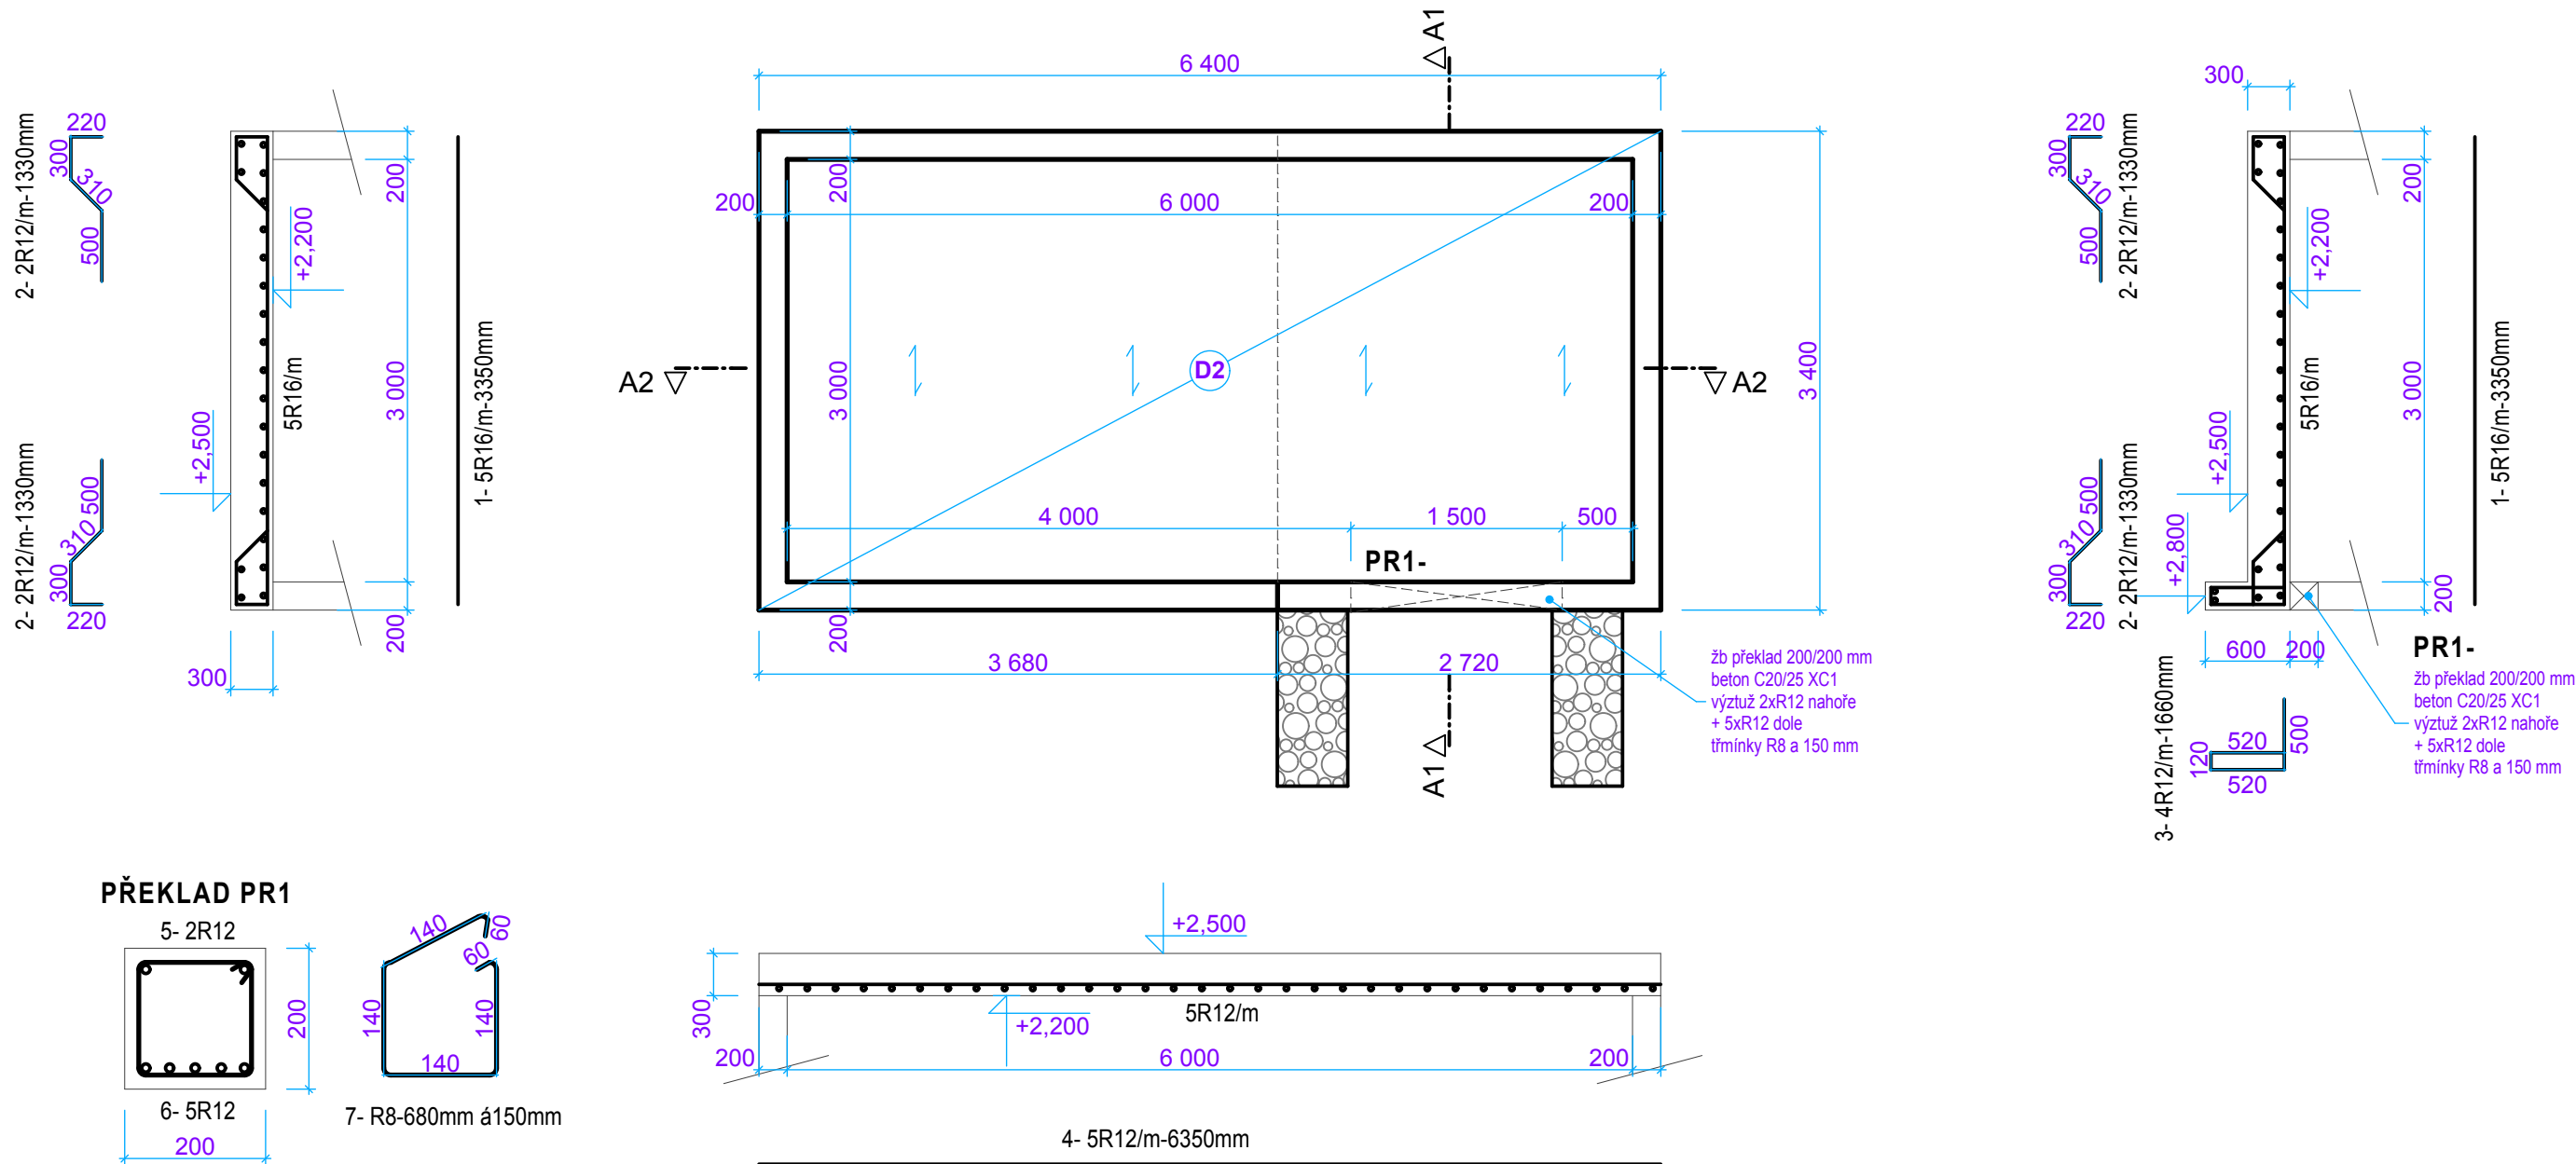 2- 2R12/m-1330mm
220
300
310
500
200
+2,200
5R16/m
3 000
1- 5R16/m-3350mm
2- 2R12/m-1330mm
500
310
300
220
+2,500
200
300
A1
6 400
200
200
6 000
200
A2
3 000
D2
3 400
A2
4 000
1 500
500
PR1-
200
3 680
2 720
žb překlad 200/200 mm
beton C20/25 XC1
výztuž 2xR12 nahoře
+ 5xR12 dole
třmínky R8 a 150 mm
A1
300
220
300
310
500
2- 2R12/m-1330mm
200
+2,200
5R16/m
3 000
1- 5R16/m-3350mm
+2,500
500
310
300
220
2- 2R12/m-1330mm
+2,800
200
600
200
PR1-
žb překlad 200/200 mm
beton C20/25 XC1
výztuž 2xR12 nahoře
+ 5xR12 dole
třmínky R8 a 150 mm
3- 4R12/m-1660mm
120
520
520
500
PŘEKLAD PR1
5- 2R12
200
6- 5R12
200
140
60
60
140
140
140
7- R8-680mm á150mm
+2,500
300
+2,200
5R12/m
200
6 000
200
4- 5R12/m-6350mm